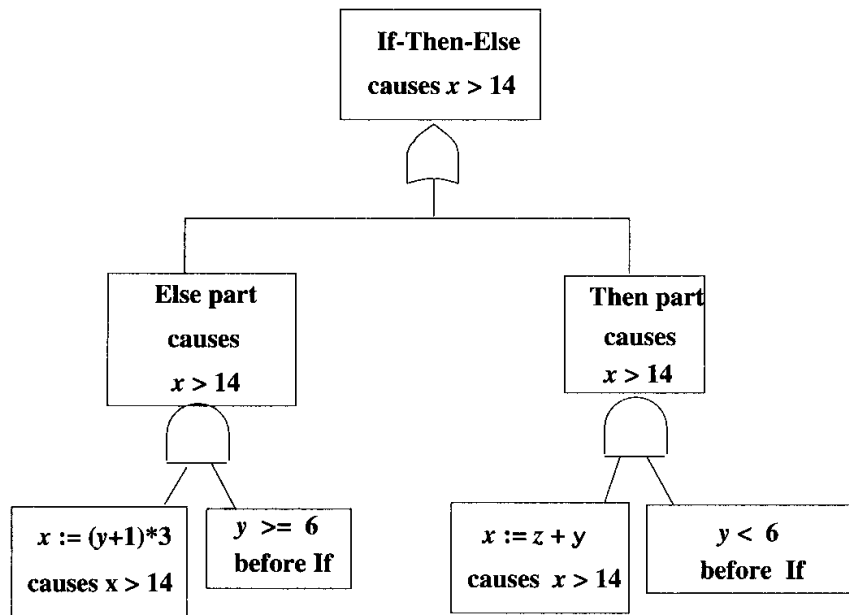 If-Then-Else
causes x > 14
Else part
causes
x > 14
Then part
causes
x > 14
x := (y+1)*3
causes x > 14
y >= 6
before If
x := z + y
causes x > 14
y < 6
before If